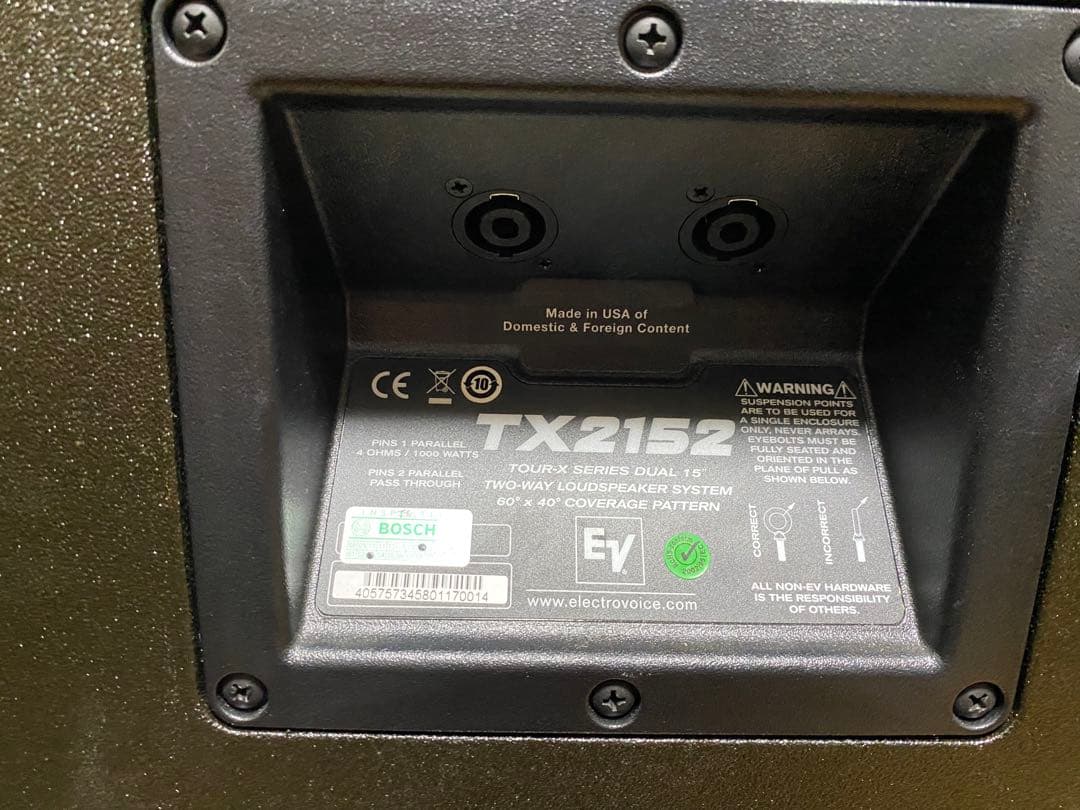 Made in USA of
Domestic & Foreign Content
CE
10
TX2152
PINS 1 PARALLEL
4 OHMS / 1000 WATTS
PINS 2 PARALLEL
PASS THROUGH
TOUR-X SERIES DUAL 15"
TWO-WAY LOUDSPEAKER SYSTEM
60° x 40° COVERAGE PATTERN
BOSCH
405757345801170014
EV
www.electrovoice.com
WARNING
SUSPENSION POINTS
ARE TO BE USED FOR
A SINGLE ENCLOSURE
ONLY, NEVER ARRAYS.
EYEBOLTS MUST BE
FULLY SEATED AND
ORIENTED IN THE
PLANE OF PULL AS
SHOWN BELOW.
CORRECT
INCORRECT
ALL NON-EV HARDWARE
IS THE RESPONSIBILITY
OF OTHERS.